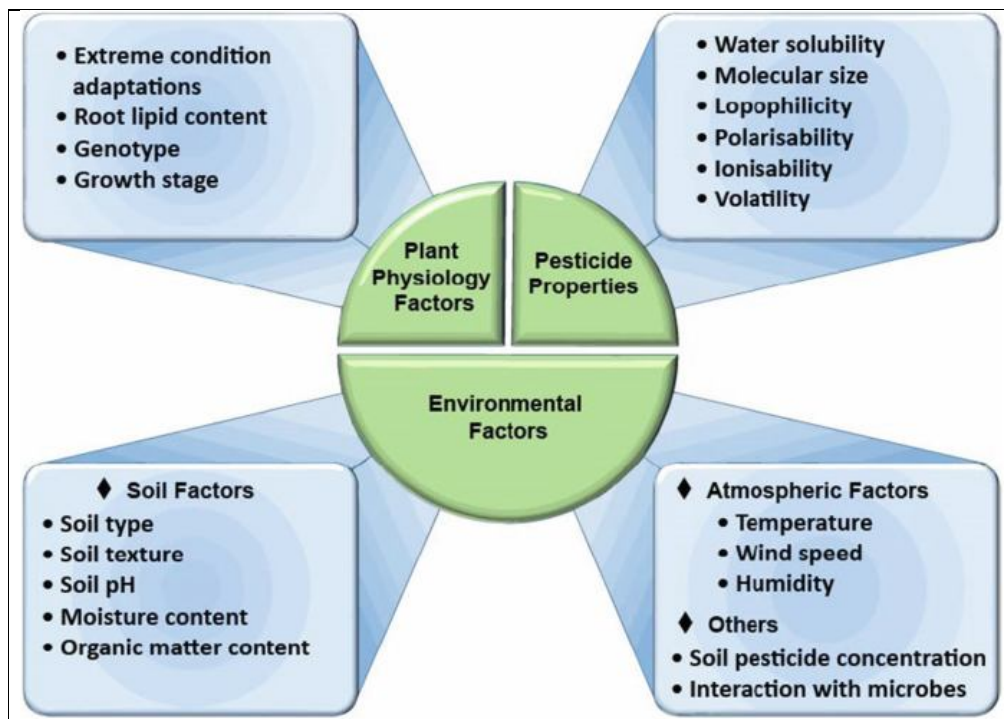 • Extreme condition
adaptations
• Root lipid content
• Genotype
• Growth stage
• Water solubility
• Molecular size
• Lopophilicity
• Polarisability
• Ionisability
• Volatility
Plant
Physiology
Factors
Pesticide
Properties
Environmental
Factors
♦ Soil Factors
• Soil type
• Soil texture
• Soil pH
• Moisture content
• Organic matter content
♦ Atmospheric Factors
• Temperature
• Wind speed
• Humidity
♦ Others
• Soil pesticide concentration
• Interaction with microbes